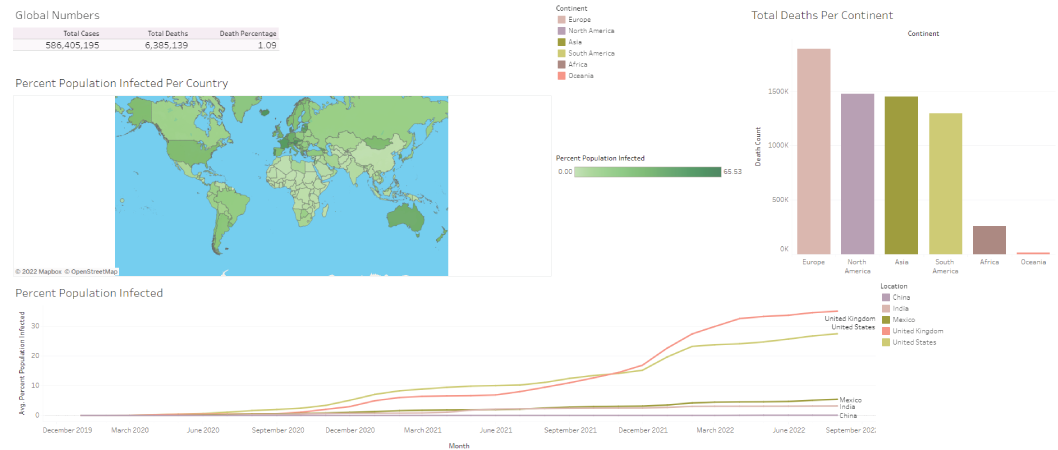 Global Numbers
Total Cases Total Deaths Death Percentage
586,405,195 6,385,139 1.09
Percent Population Infected Per Country
© 2022 Mapbox © OpenStreetMap
Continent
Europe
North America
Asia
South America
Africa
Oceania
Percent Population Infected
0.00 65.53
Total Deaths Per Continent
Continent
Death Count
1500K
1000K
500K
0K
Europe
North America
Asia
South America
Africa
Oceania
Percent Population Infected
Avg. Percent Population Infected
30
20
10
0
United Kingdom
United States
Mexico
India
China
December 2019 March 2020 June 2020 September 2020 December 2020 March 2021 June 2021 September 2021 December 2021 March 2022 June 2022 September 202
Month
Location
China
India
Mexico
United Kingdom
United States